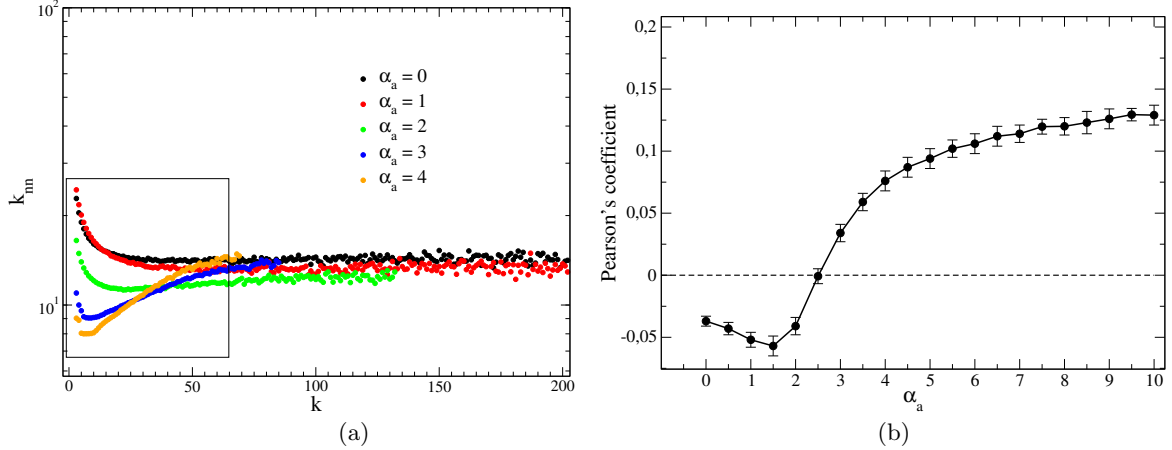 10²
10¹
k_nn
0
50
100
150
200
k
α_a = 0
α_a = 1
α_a = 2
α_a = 3
α_a = 4
(a)
0,2
0,15
0,1
0,05
0
-0,05
Pearson's coefficient
0
1
2
3
4
5
6
7
8
9
10
α_a
(b)